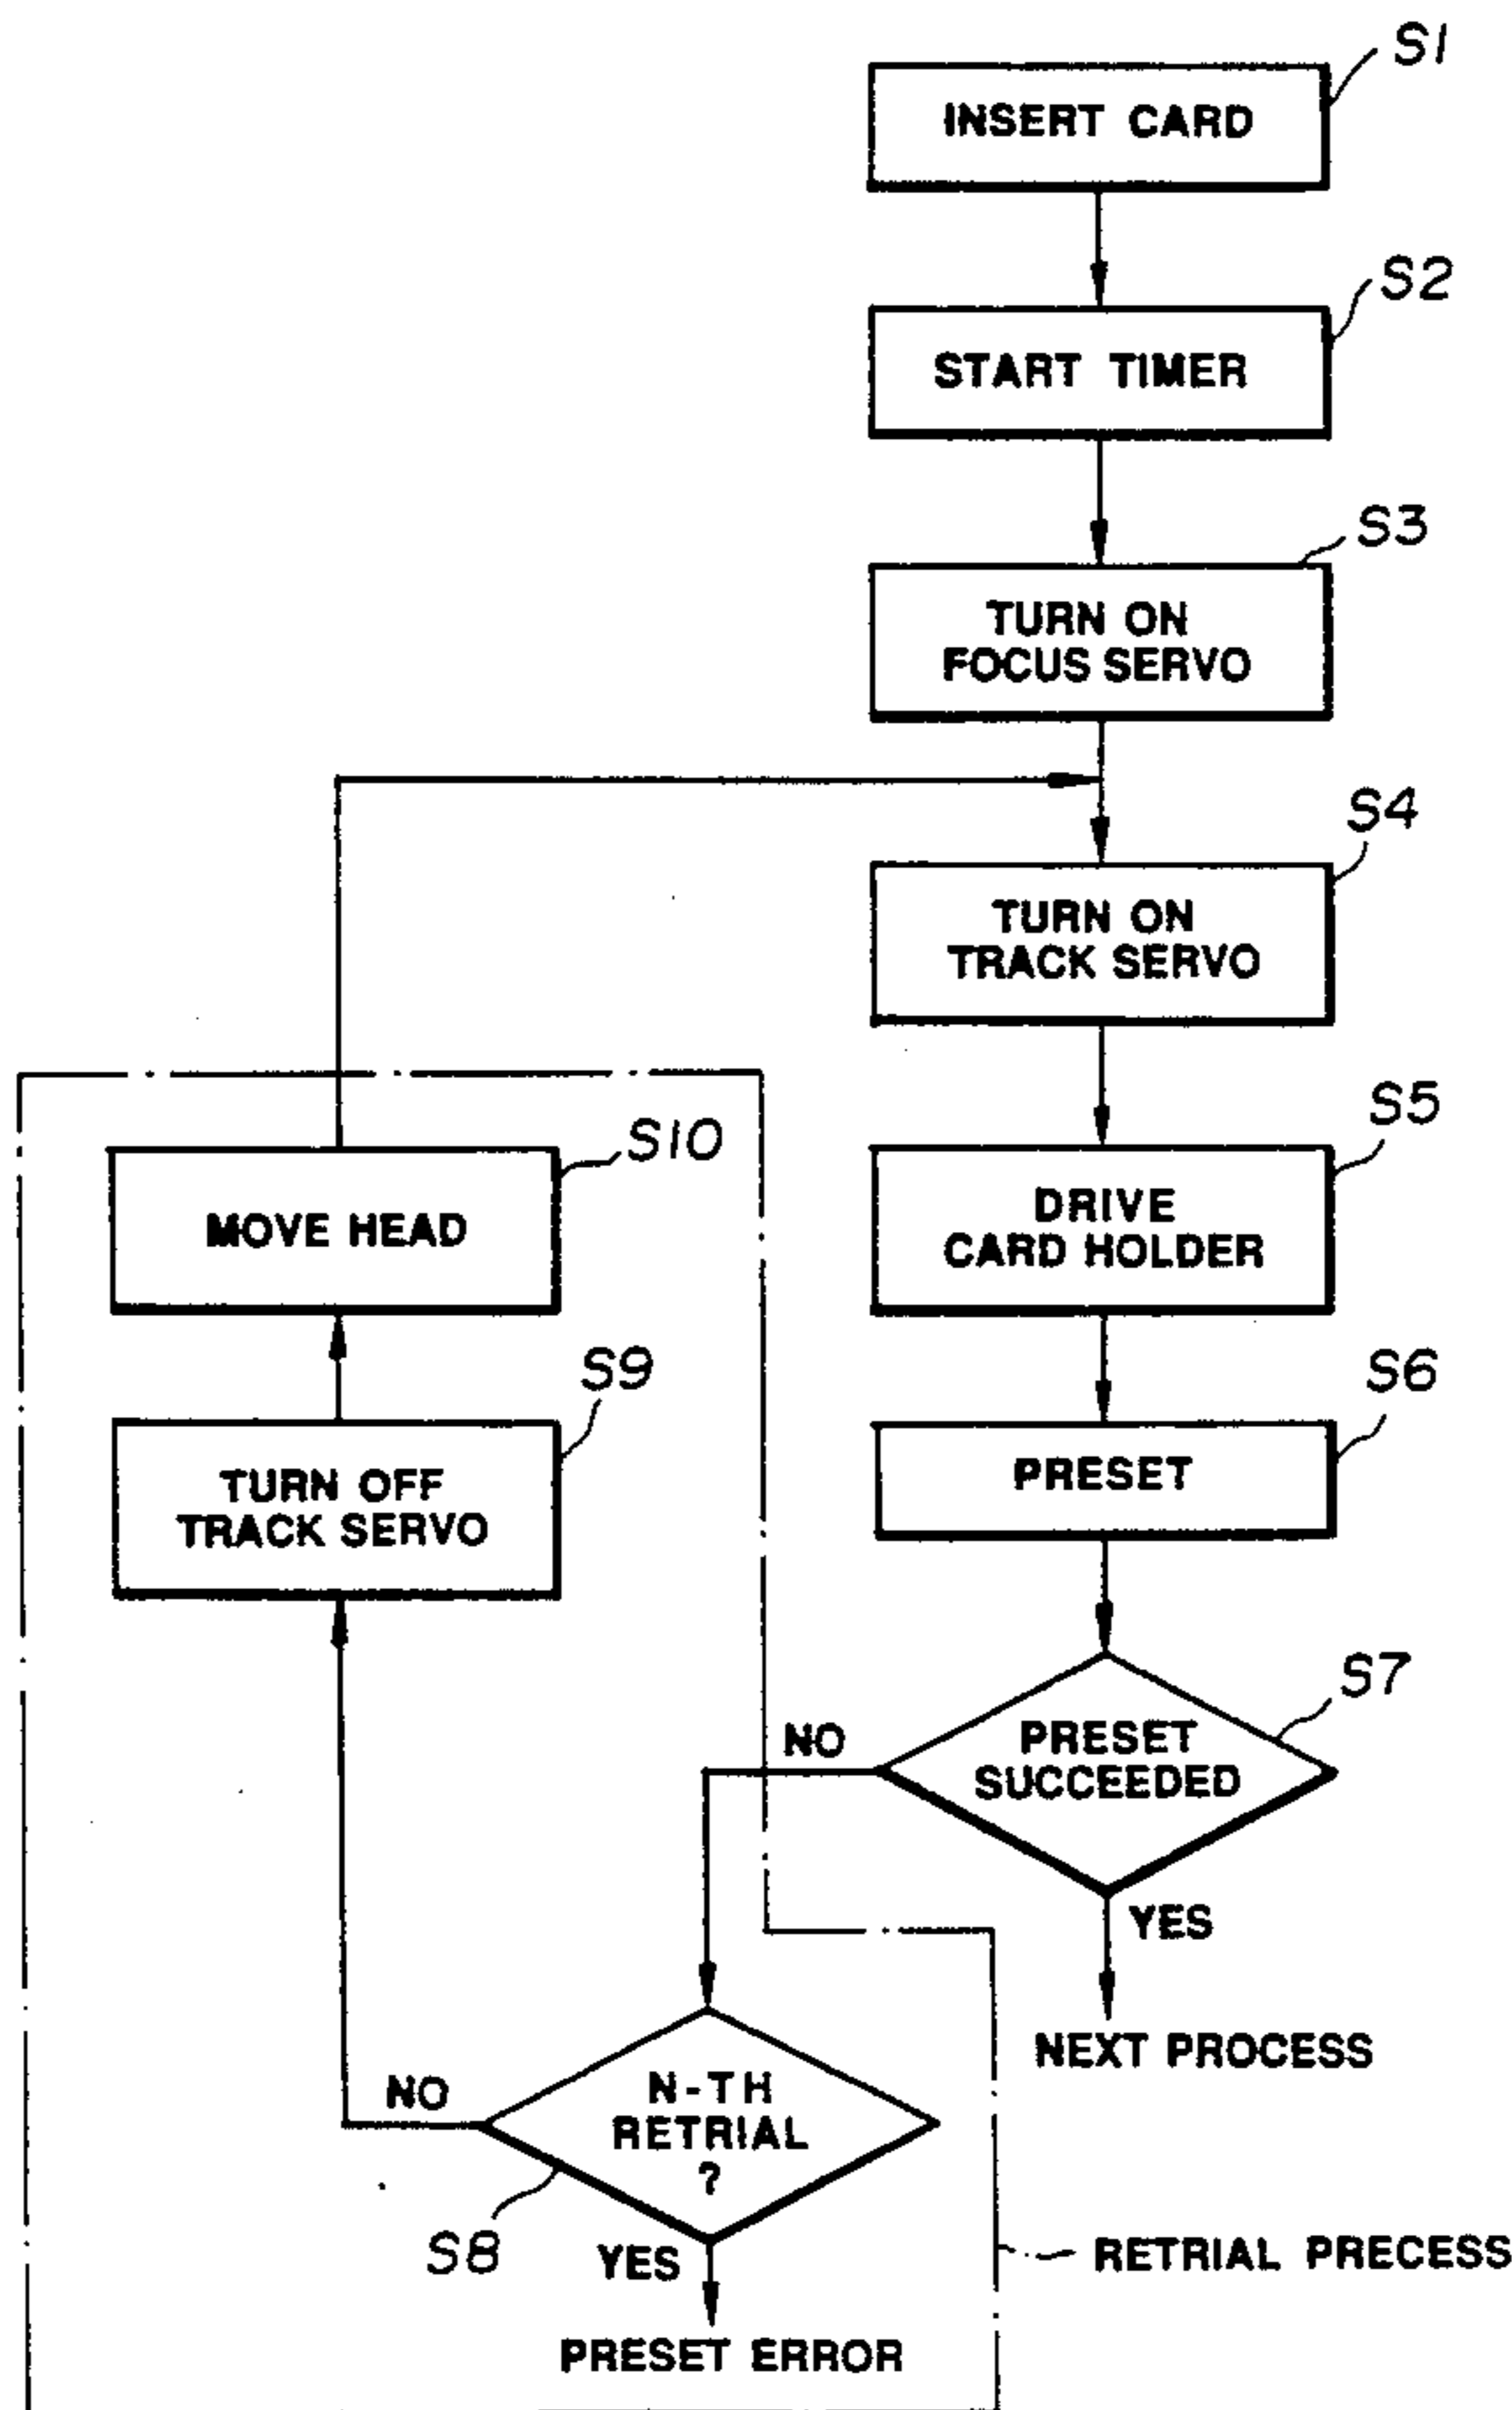 S1
INSERT CARD
S2
START TIMER
S3
TURN ON
FOCUS SERVO
S4
TURN ON
TRACK SERVO
S5
DRIVE
CARD HOLDER
S10
MOVE HEAD
S6
PRESET
S9
TURN OFF
TRACK SERVO
S7
PRESET
SUCCEEDED
NO
YES
NEXT PROCESS
N-TH
RETRIAL
?
NO
S8
YES
RETRIAL PRECESS
PRESET ERROR